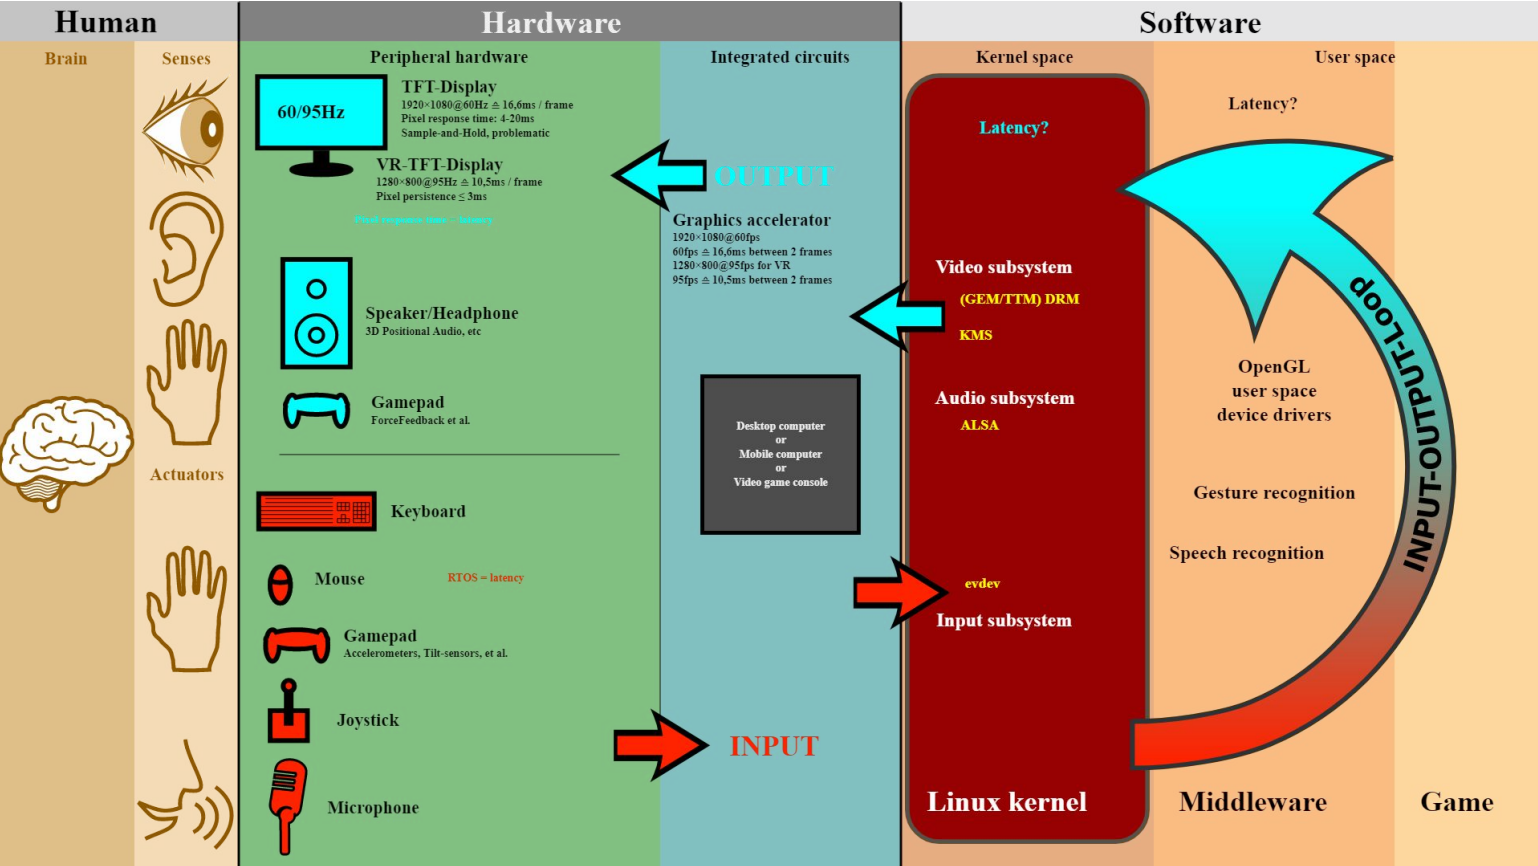 Human
Hardware
Software
Brain
Senses
Peripheral hardware
Integrated circuits
Kernel space
User space
60/95Hz
TFT-Display
1920×1080@60Hz ≙ 16,6ms / frame
Pixel response time: 4-20ms
Sample-and-Hold, problematic
VR-TFT-Display
1280×800@95Hz ≙ 10,5ms / frame
Pixel persistence ≤ 3ms
Pixel response time = latency
Speaker/Headphone
3D Positional Audio, etc
Gamepad
ForceFeedback et al.
Actuators
Keyboard
Mouse
RTOS = latency
Gamepad
Accelerometers, Tilt-sensors, et al.
Joystick
Microphone
OUTPUT
Graphics accelerator
1920×1080@60fps
60fps ≙ 16,6ms between 2 frames
1280×800@95fps for VR
95fps ≙ 10,5ms between 2 frames
Desktop computer
or
Mobile computer
or
Video game console
INPUT
Latency?
Video subsystem
(GEM/TTM) DRM
KMS
Audio subsystem
ALSA
evdev
Input subsystem
Linux kernel
Latency?
OpenGL
user space
device drivers
Gesture recognition
Speech recognition
INPUT-OUTPUT-Loop
Middleware
Game